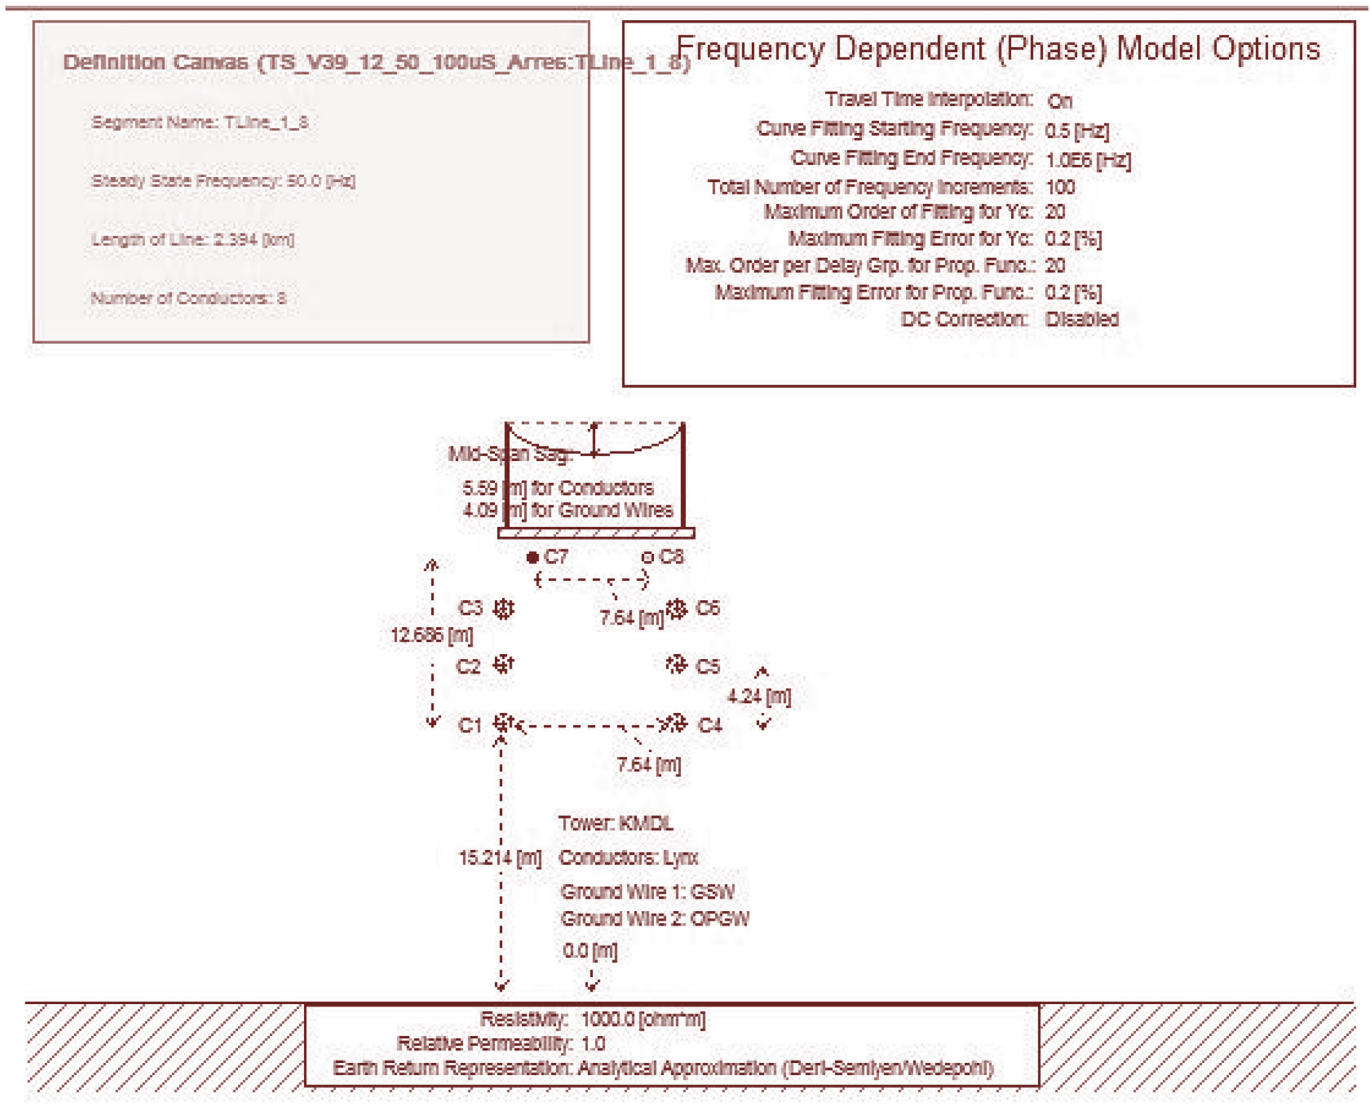 Definition Canvas (TS_V39_12_50_100uS_Arres:TLine_1_8)
Segment Name: TLine_1_8
Steady State Frequency: 50.0 [Hz]
Length of Line: 2.394 [km]
Number of Conductors: 8
Frequency Dependent (Phase) Model Options
Travel Time Interpolation: On
Curve Fitting Starting Frequency: 0.5 [Hz]
Curve Fitting End Frequency: 1.0E6 [Hz]
Total Number of Frequency Increments: 100
Maximum Order of Fitting for Yc: 20
Maximum Fitting Error for Yc: 0.2 [%]
Max. Order per Delay Grp. for Prop. Func.: 20
Maximum Fitting Error for Prop. Func.: 0.2 [%]
DC Correction: Disabled
Mid-Span Sag:
5.59 [m] for Conductors
4.09 [m] for Ground Wires
C7 C8
C3 7.64 [m] C6
12.686 [m]
C2 C5
4.24 [m]
C1 C4
7.64 [m]
Tower: KMDL
15.214 [m] Conductors: Lynx
Ground Wire 1: GSW
Ground Wire 2: OPGW
0.0 [m]
Resistivity: 1000.0 [ohm*m]
Relative Permeability: 1.0
Earth Return Representation: Analytical Approximation (Deri-Semlyen/Wedepohl)